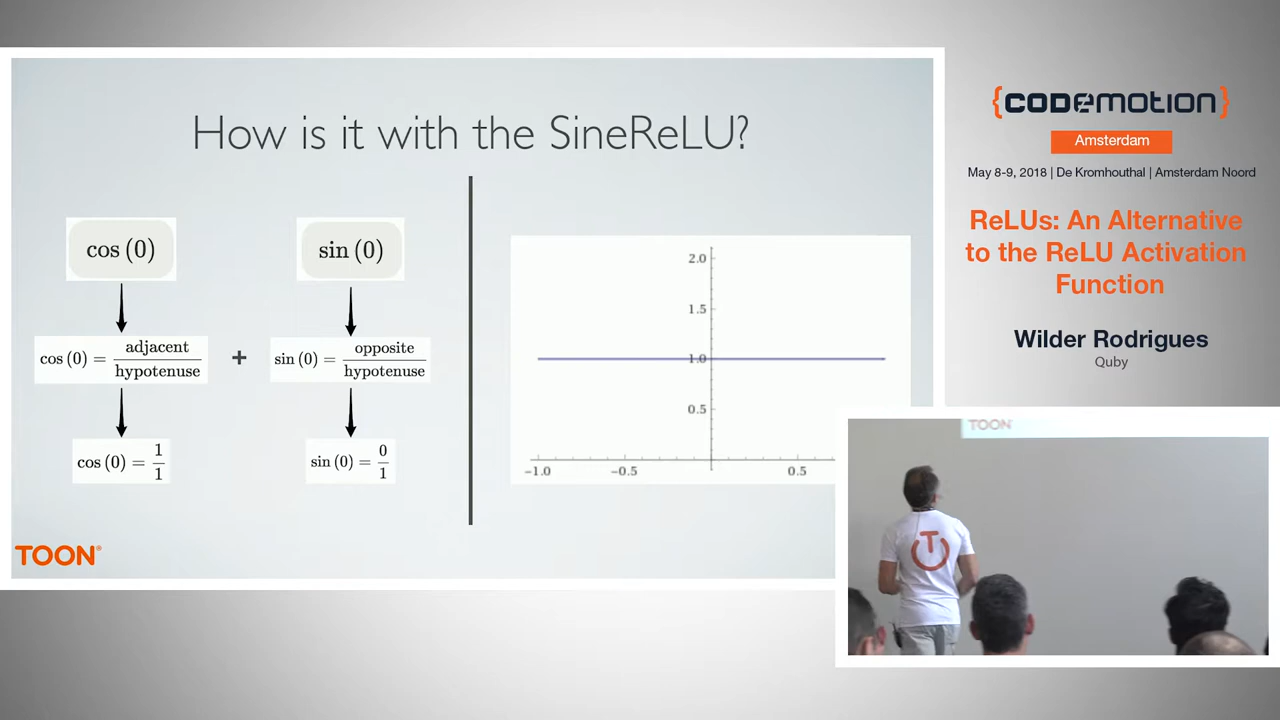 How is it with the SineReLU?
cos (0)
sin (0)
cos (0) = adjacent / hypotenuse
+
sin (0) = opposite / hypotenuse
cos (0) = 1 / 1
sin (0) = 0 / 1
2.0
1.5
1.0
0.5
-1.0
-0.5
0.5
TOON®
{CODEMOTION}
Amsterdam
May 8-9, 2018 | De Kromhouthal | Amsterdam Noord
ReLUs: An Alternative
to the ReLU Activation
Function
Wilder Rodrigues
Quby
TOON